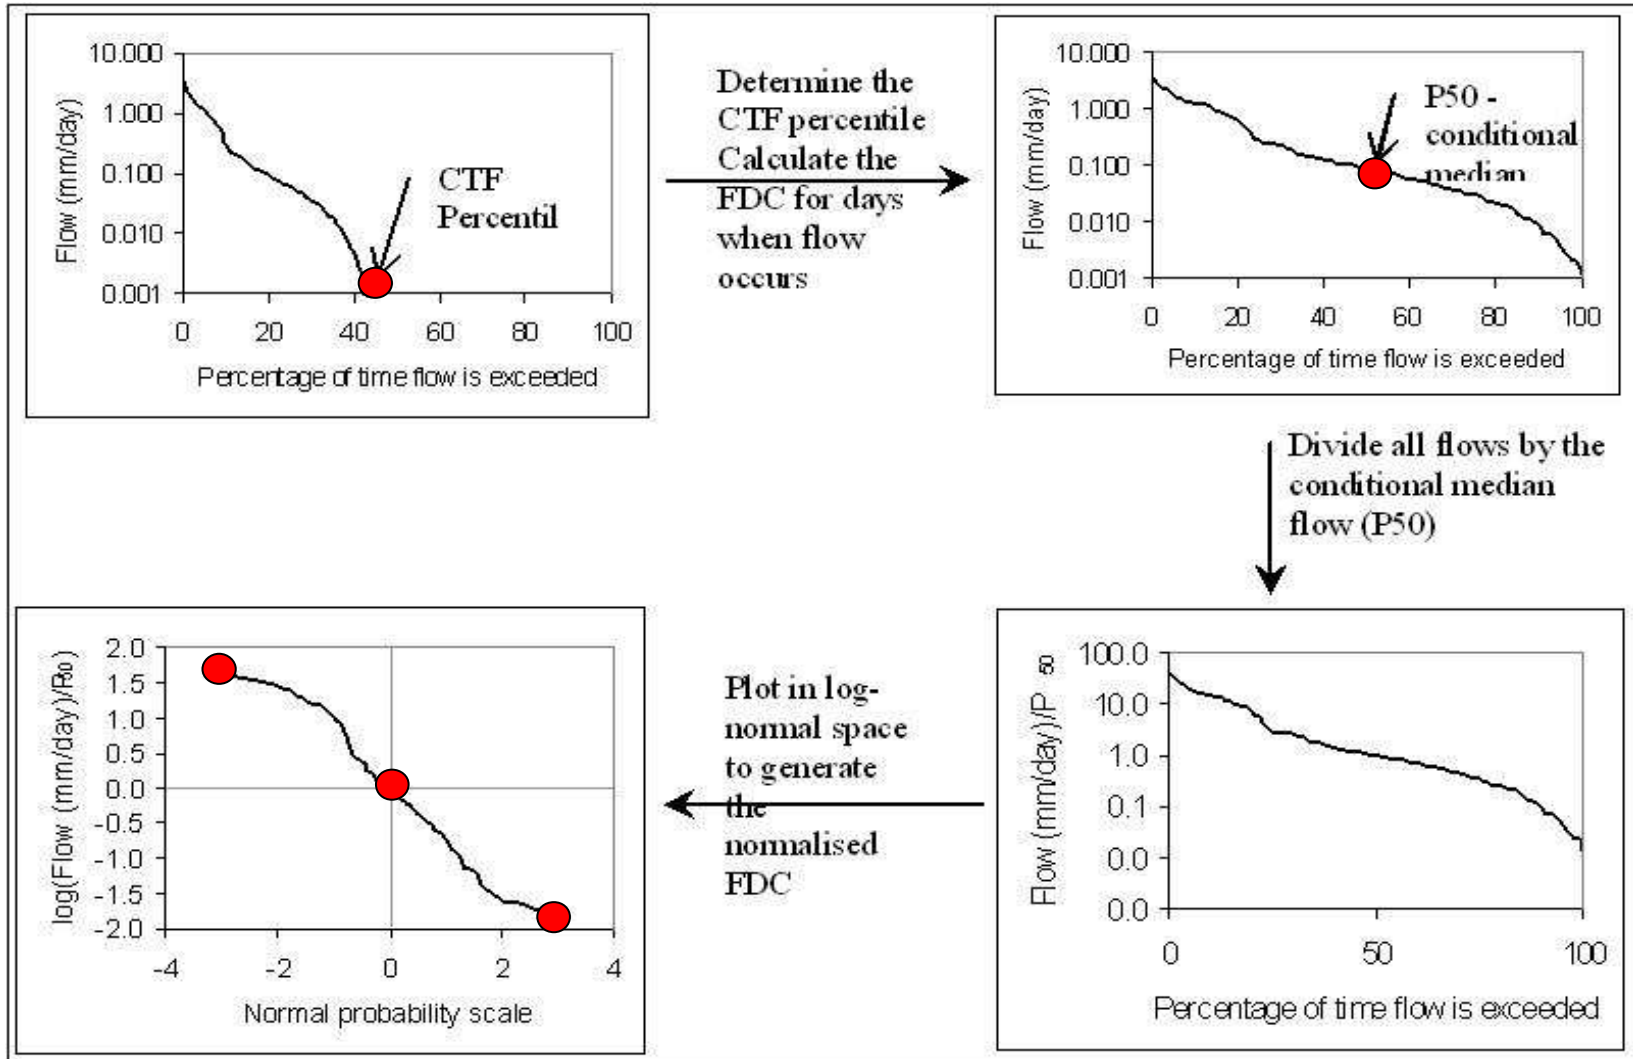 10.000
1.000
0.100
0.010
0.001
Flow (mm/day)
CTF
Percentil
0 20 40 60 80 100
Percentage of time flow is exceeded
Determine the
CTF percentile
Calculate the
FDC for days
when flow
occurs
10.000
1.000
0.100
0.010
0.001
Flow (mm/day)
P50 -
conditional
median
0 20 40 60 80 100
Percentage of time flow is exceeded
Divide all flows by the
conditional median
flow (P50)
100.0
10.0
1.0
0.1
0.0
0.0
Flow (mm/day)/P 50
0 50 100
Percentage of time flow is exceeded
Plot in log-
normal space
to generate
the
normalised
FDC
2.0
1.5
1.0
0.5
0.0
-0.5
-1.0
-1.5
-2.0
log(Flow (mm/day)/P50)
-4 -2 0 2 4
Normal probability scale